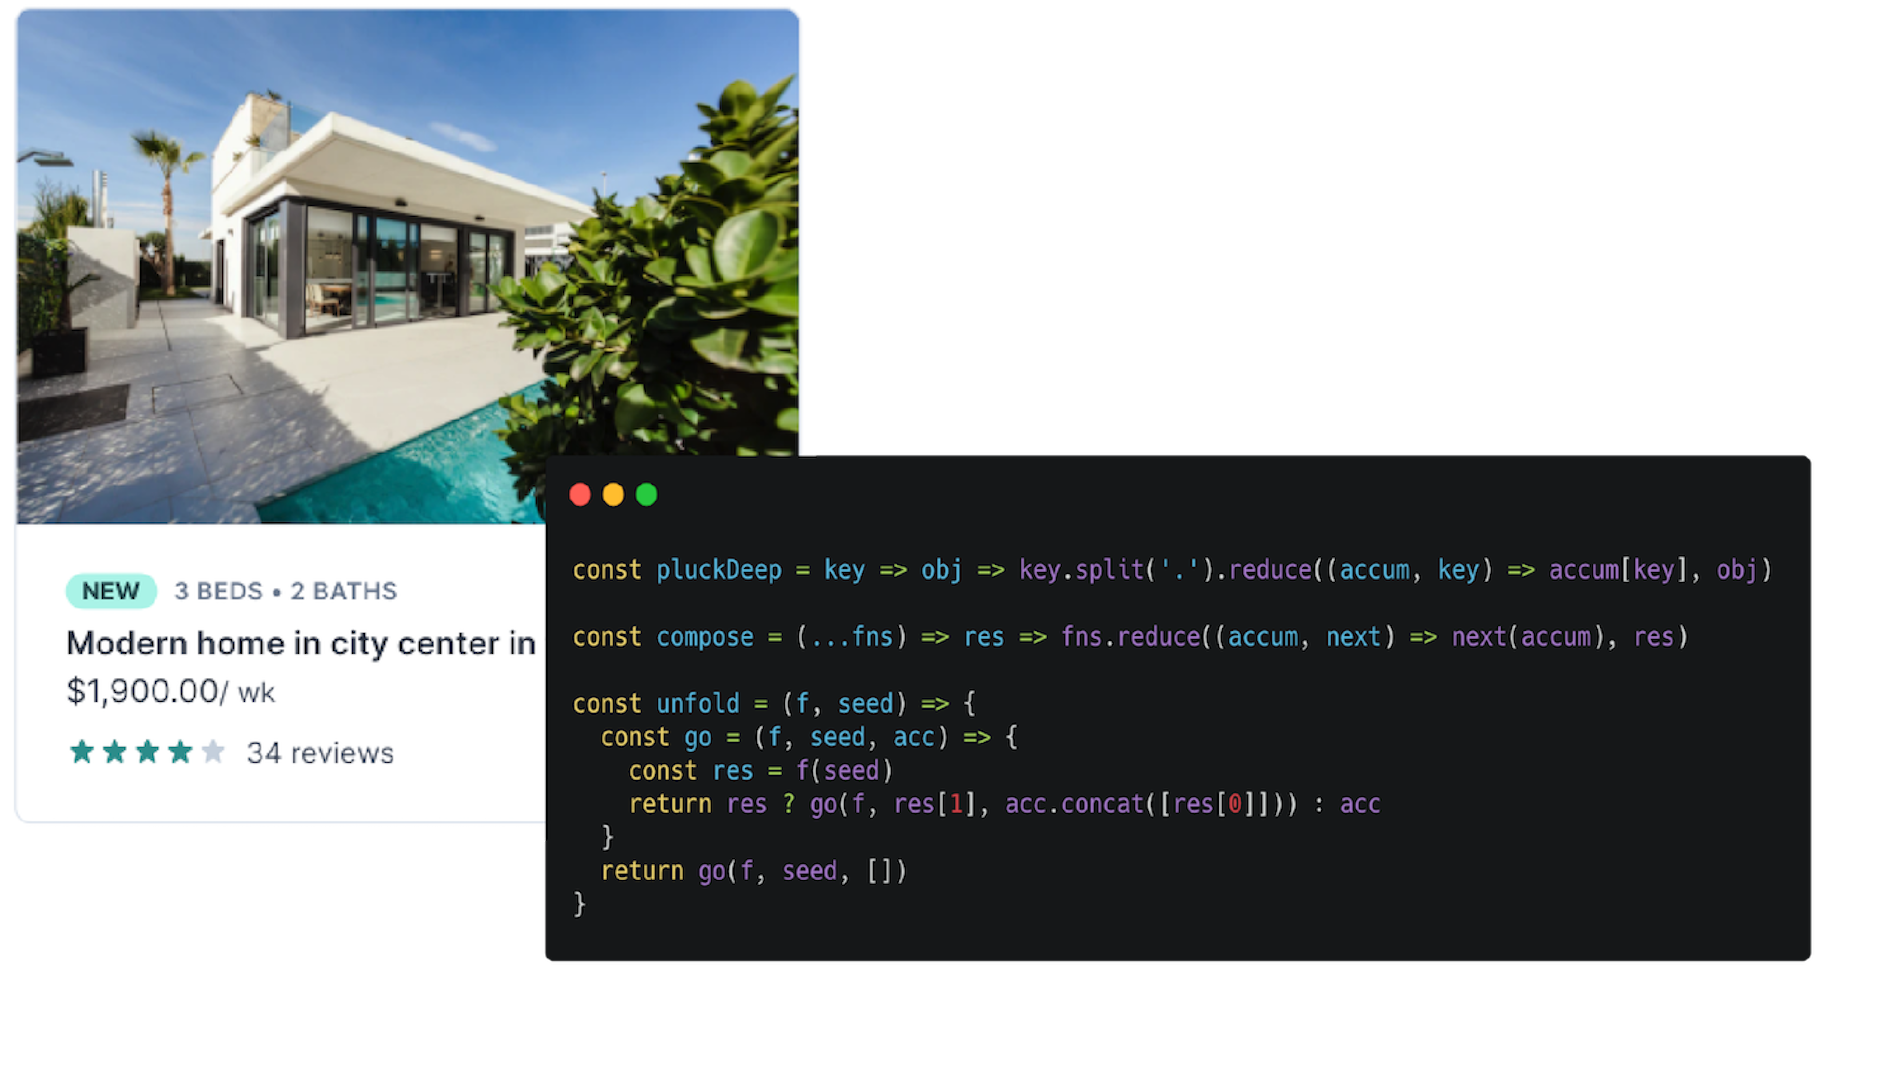 NEW 3 BEDS • 2 BATHS
Modern home in city center in
$1,900.00/ wk
34 reviews
const pluckDeep = key => obj => key.split('.').reduce((accum, key) => accum[key], obj)
const compose = (...fns) => res => fns.reduce((accum, next) => next(accum), res)
const unfold = (f, seed) => {
  const go = (f, seed, acc) => {
    const res = f(seed)
    return res ? go(f, res[1], acc.concat([res[0]])) : acc
  }
  return go(f, seed, [])
}